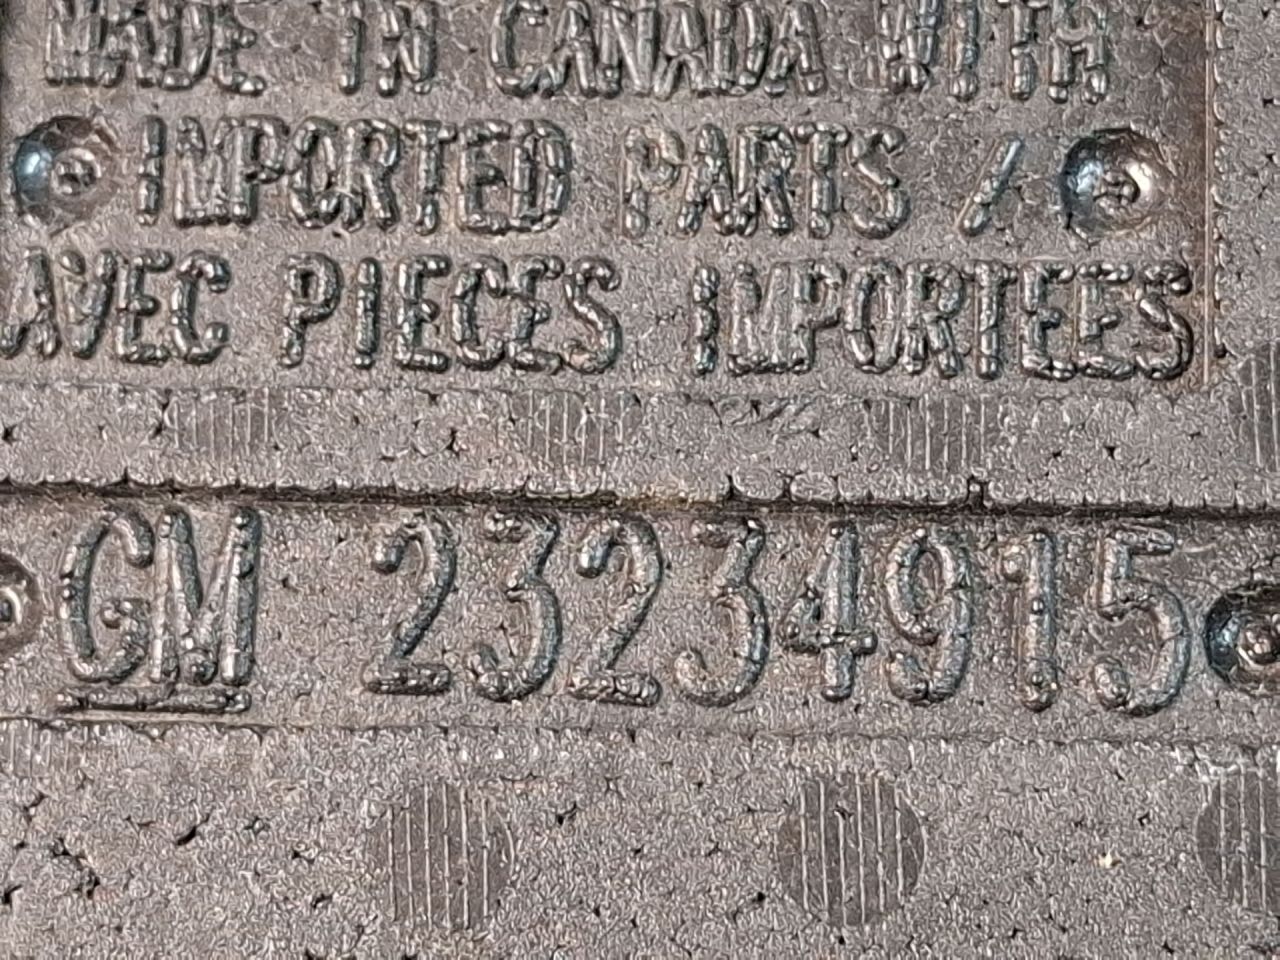 MADE IN CANADA WITH
IMPORTED PARTS /
AVEC PIECES IMPORTEES
GM 23234915